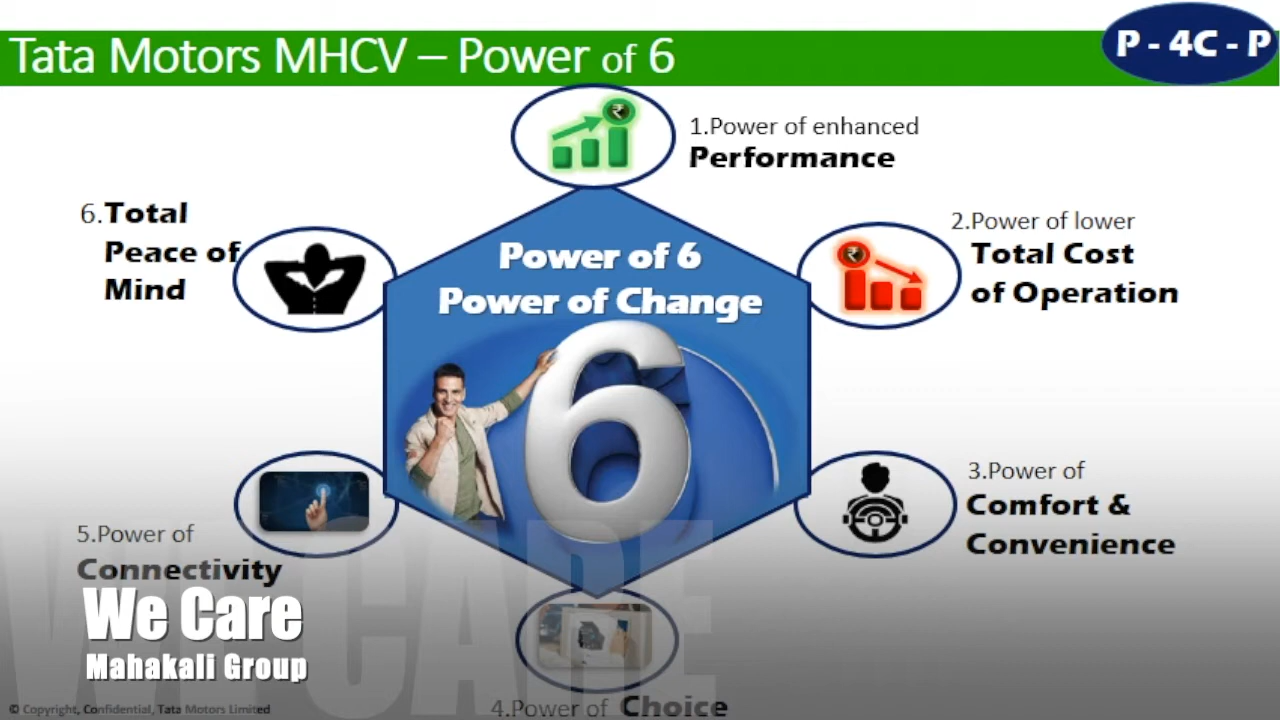 Tata Motors MHCV – Power of 6
P - 4C - P
1.Power of enhanced
Performance
2.Power of lower
Total Cost
of Operation
6.Total
Peace of
Mind
Power of 6
Power of Change
6
3.Power of
Comfort &
Convenience
5.Power of
Connectivity
WE CARE
We Care
Mahakali Group
4.Power of Choice
© Copyright, Confidential, Tata Motors Limited